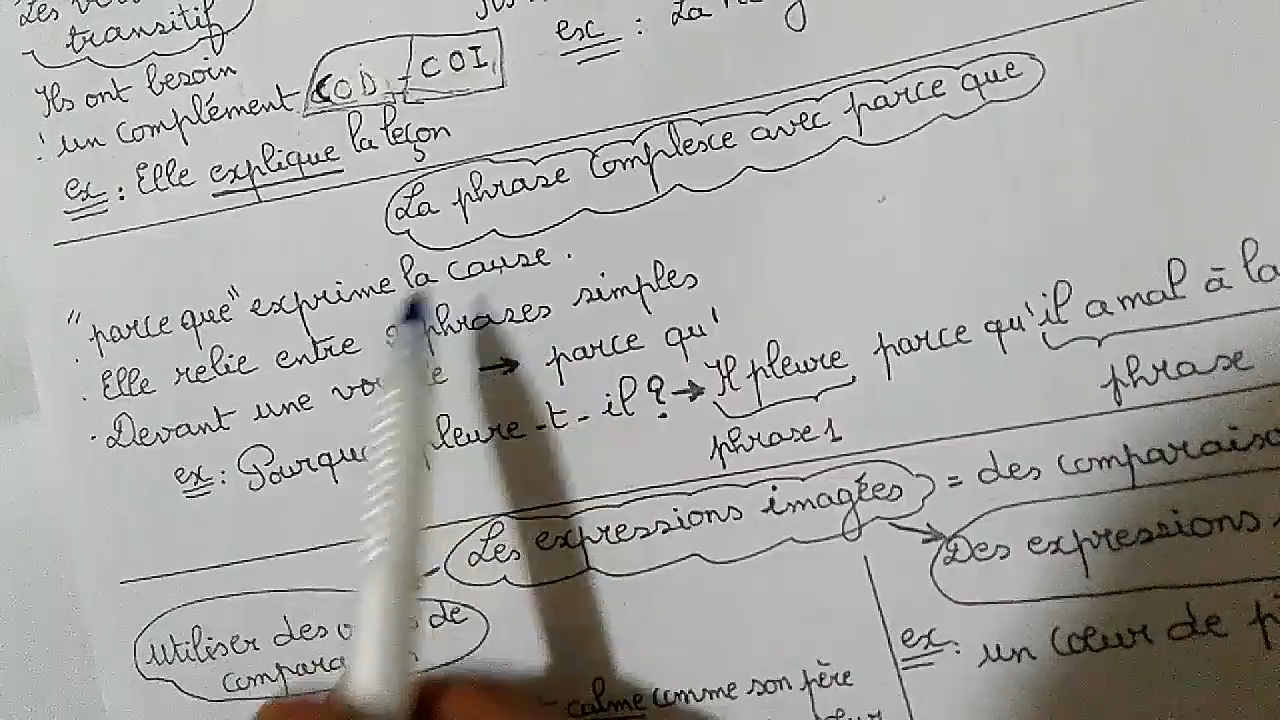 Les
transitif
Ils ont besoin
un complément COD - COI
ex : Elle explique la leçon
ex : La
La phrase Complexe avec parce que
"parce que" exprime la cause.
. Elle relie entre phrases simples
. Devant une → parce qu'
ex : pleure-t-il ? → Il pleure parce qu'il a mal à la
phrase 1
phrase
Les expressions imagées = des
Des expressions
utiliser des de
ex : un cœur de
- calme comme son père